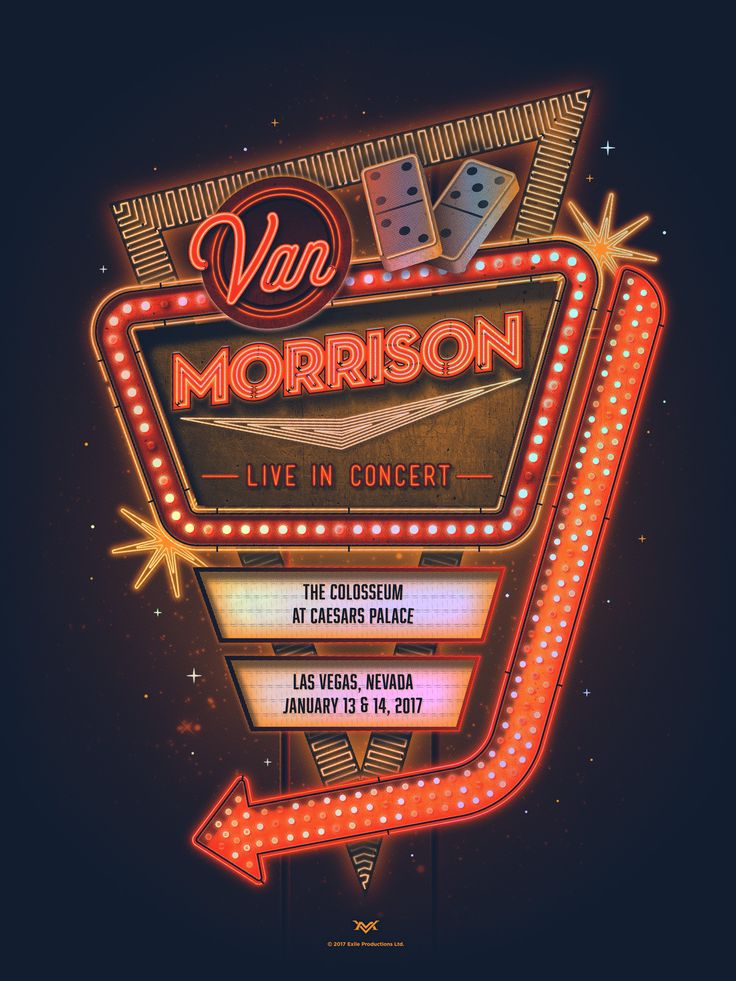 Van
MORRISON
LIVE IN CONCERT
THE COLOSSEUM
AT CAESARS PALACE
LAS VEGAS, NEVADA
JANUARY 13 & 14, 2017
© 2017 Exile Productions Ltd.